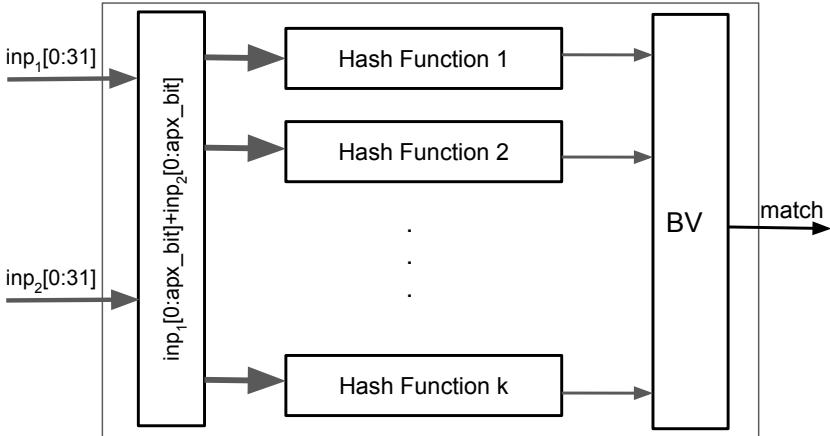 inp₁[0:31]
inp₂[0:31]
inp₁[0:apx_bit]+inp₂[0:apx_bit]
Hash Function 1
Hash Function 2
.
.
.
Hash Function k
BV
match